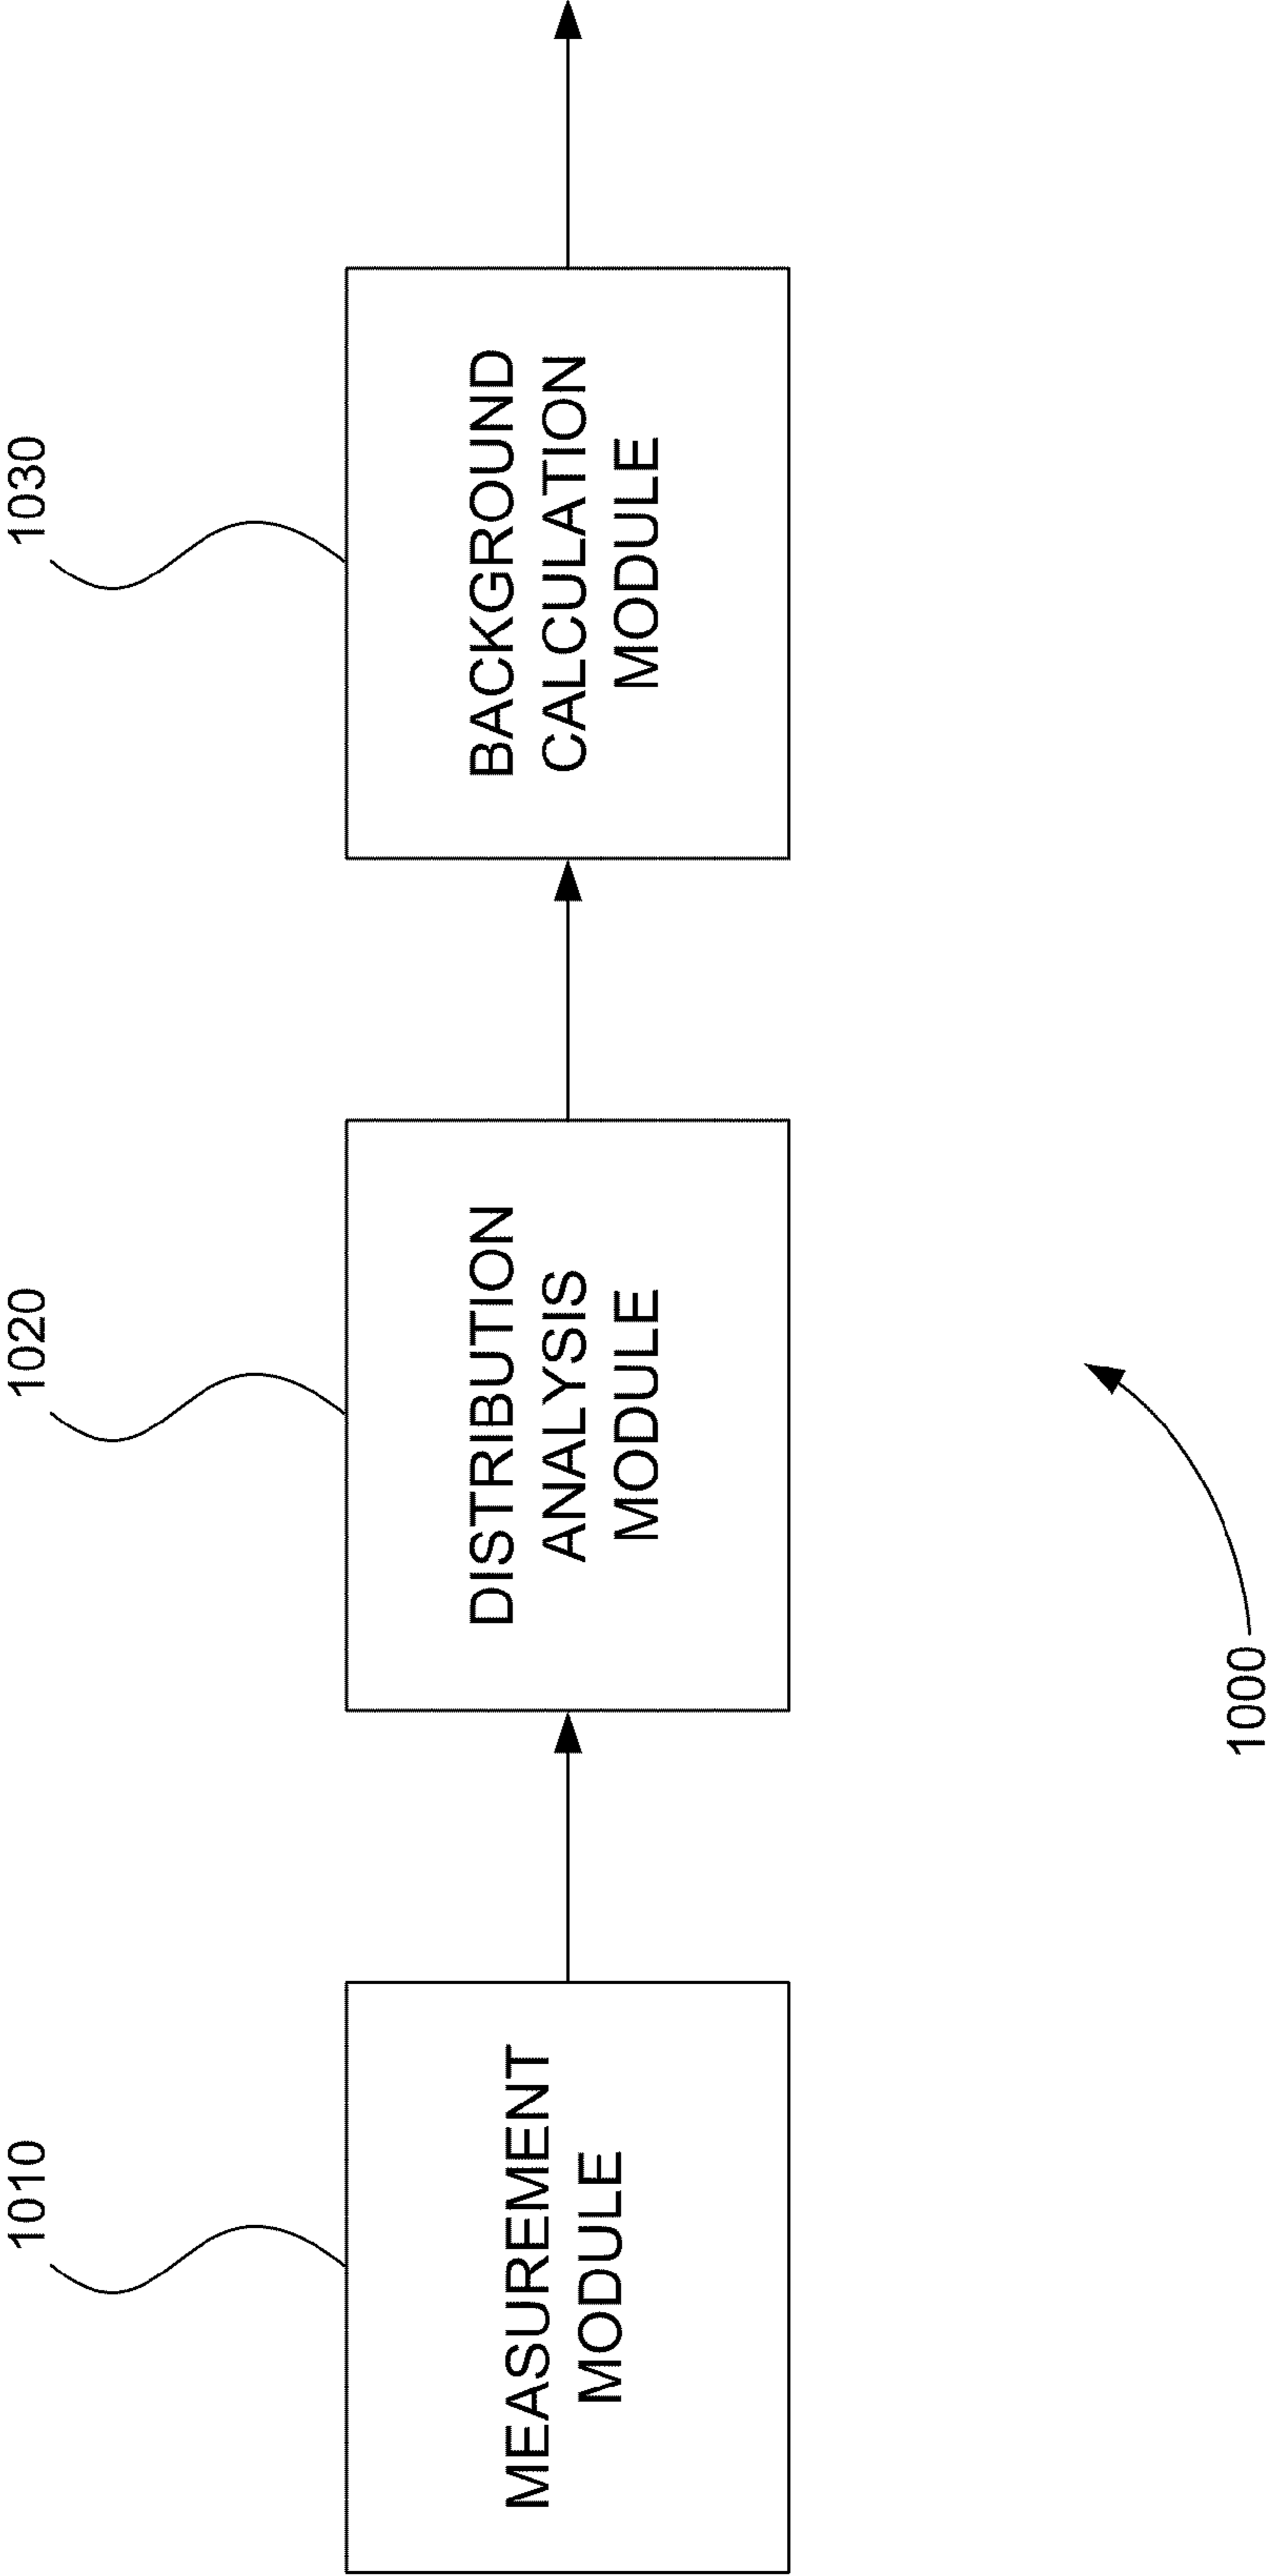 1010
1020
1030
MEASUREMENT
MODULE
DISTRIBUTION
ANALYSIS
MODULE
BACKGROUND
CALCULATION
MODULE
1000